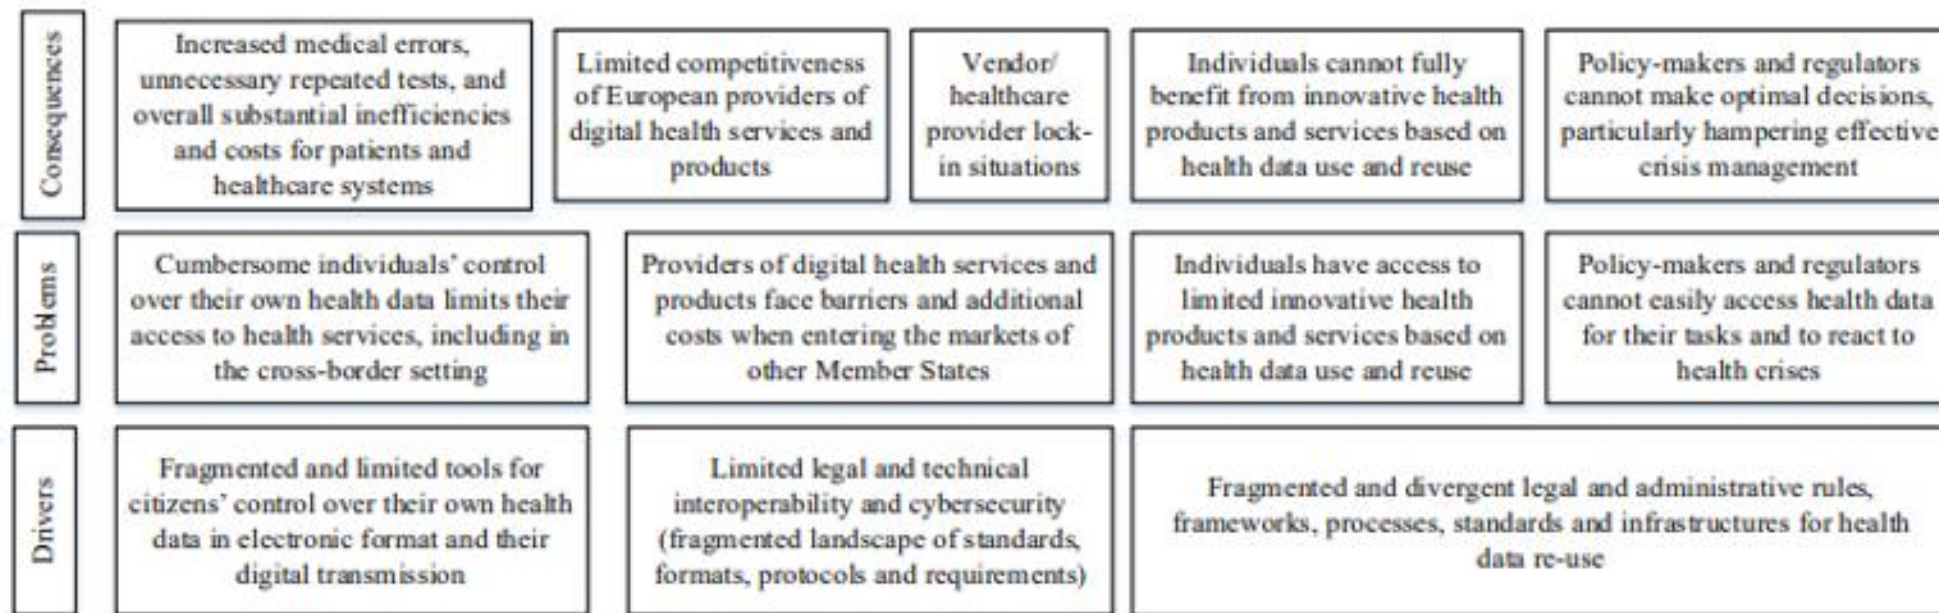 Consequences
Increased medical errors,
unnecessary repeated tests, and
overall substantial inefficiencies
and costs for patients and
healthcare systems
Limited competitiveness
of European providers of
digital health services and
products
Vendor/
healthcare
provider lock-
in situations
Individuals cannot fully
benefit from innovative health
products and services based on
health data use and reuse
Policy-makers and regulators
cannot make optimal decisions,
particularly hampering effective
crisis management
Problems
Cumbersome individuals' control
over their own health data limits their
access to health services, including in
the cross-border setting
Providers of digital health services and
products face barriers and additional
costs when entering the markets of
other Member States
Individuals have access to
limited innovative health
products and services based on
health data use and reuse
Policy-makers and regulators
cannot easily access health data
for their tasks and to react to
health crises
Drivers
Fragmented and limited tools for
citizens' control over their own health
data in electronic format and their
digital transmission
Limited legal and technical
interoperability and cybersecurity
(fragmented landscape of standards,
formats, protocols and requirements)
Fragmented and divergent legal and administrative rules,
frameworks, processes, standards and infrastructures for health
data re-use